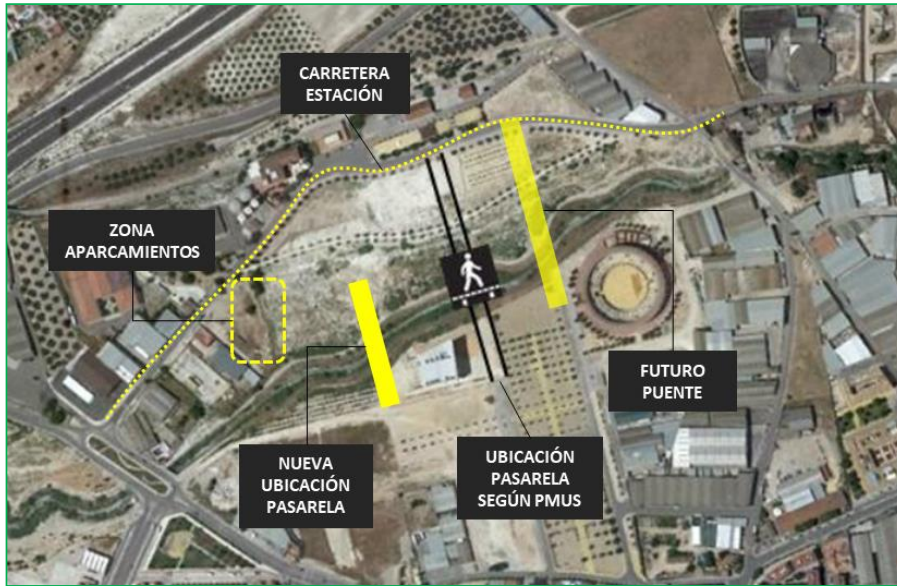 CARRETERA
ESTACIÓN
ZONA
APARCAMIENTOS
FUTURO
PUENTE
NUEVA
UBICACIÓN
PASARELA
UBICACIÓN
PASARELA
SEGÚN PMUS